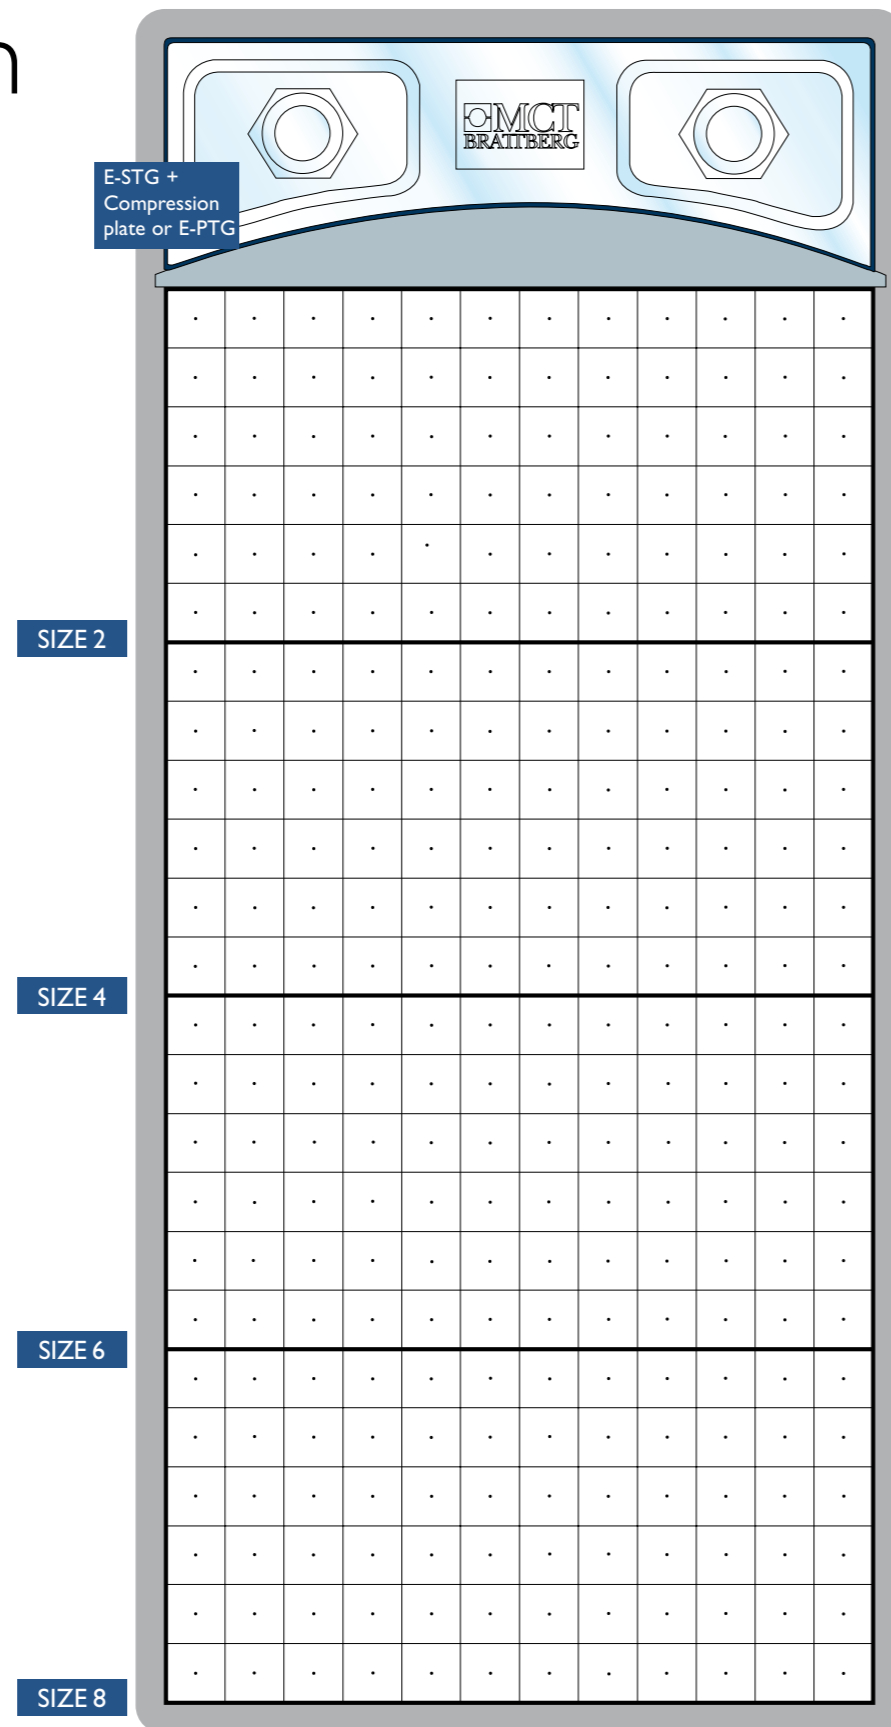 n
MCT
BRATTBERG
E-STG +
Compression
plate or E-PTG
SIZE 2
SIZE 4
SIZE 6
SIZE 8